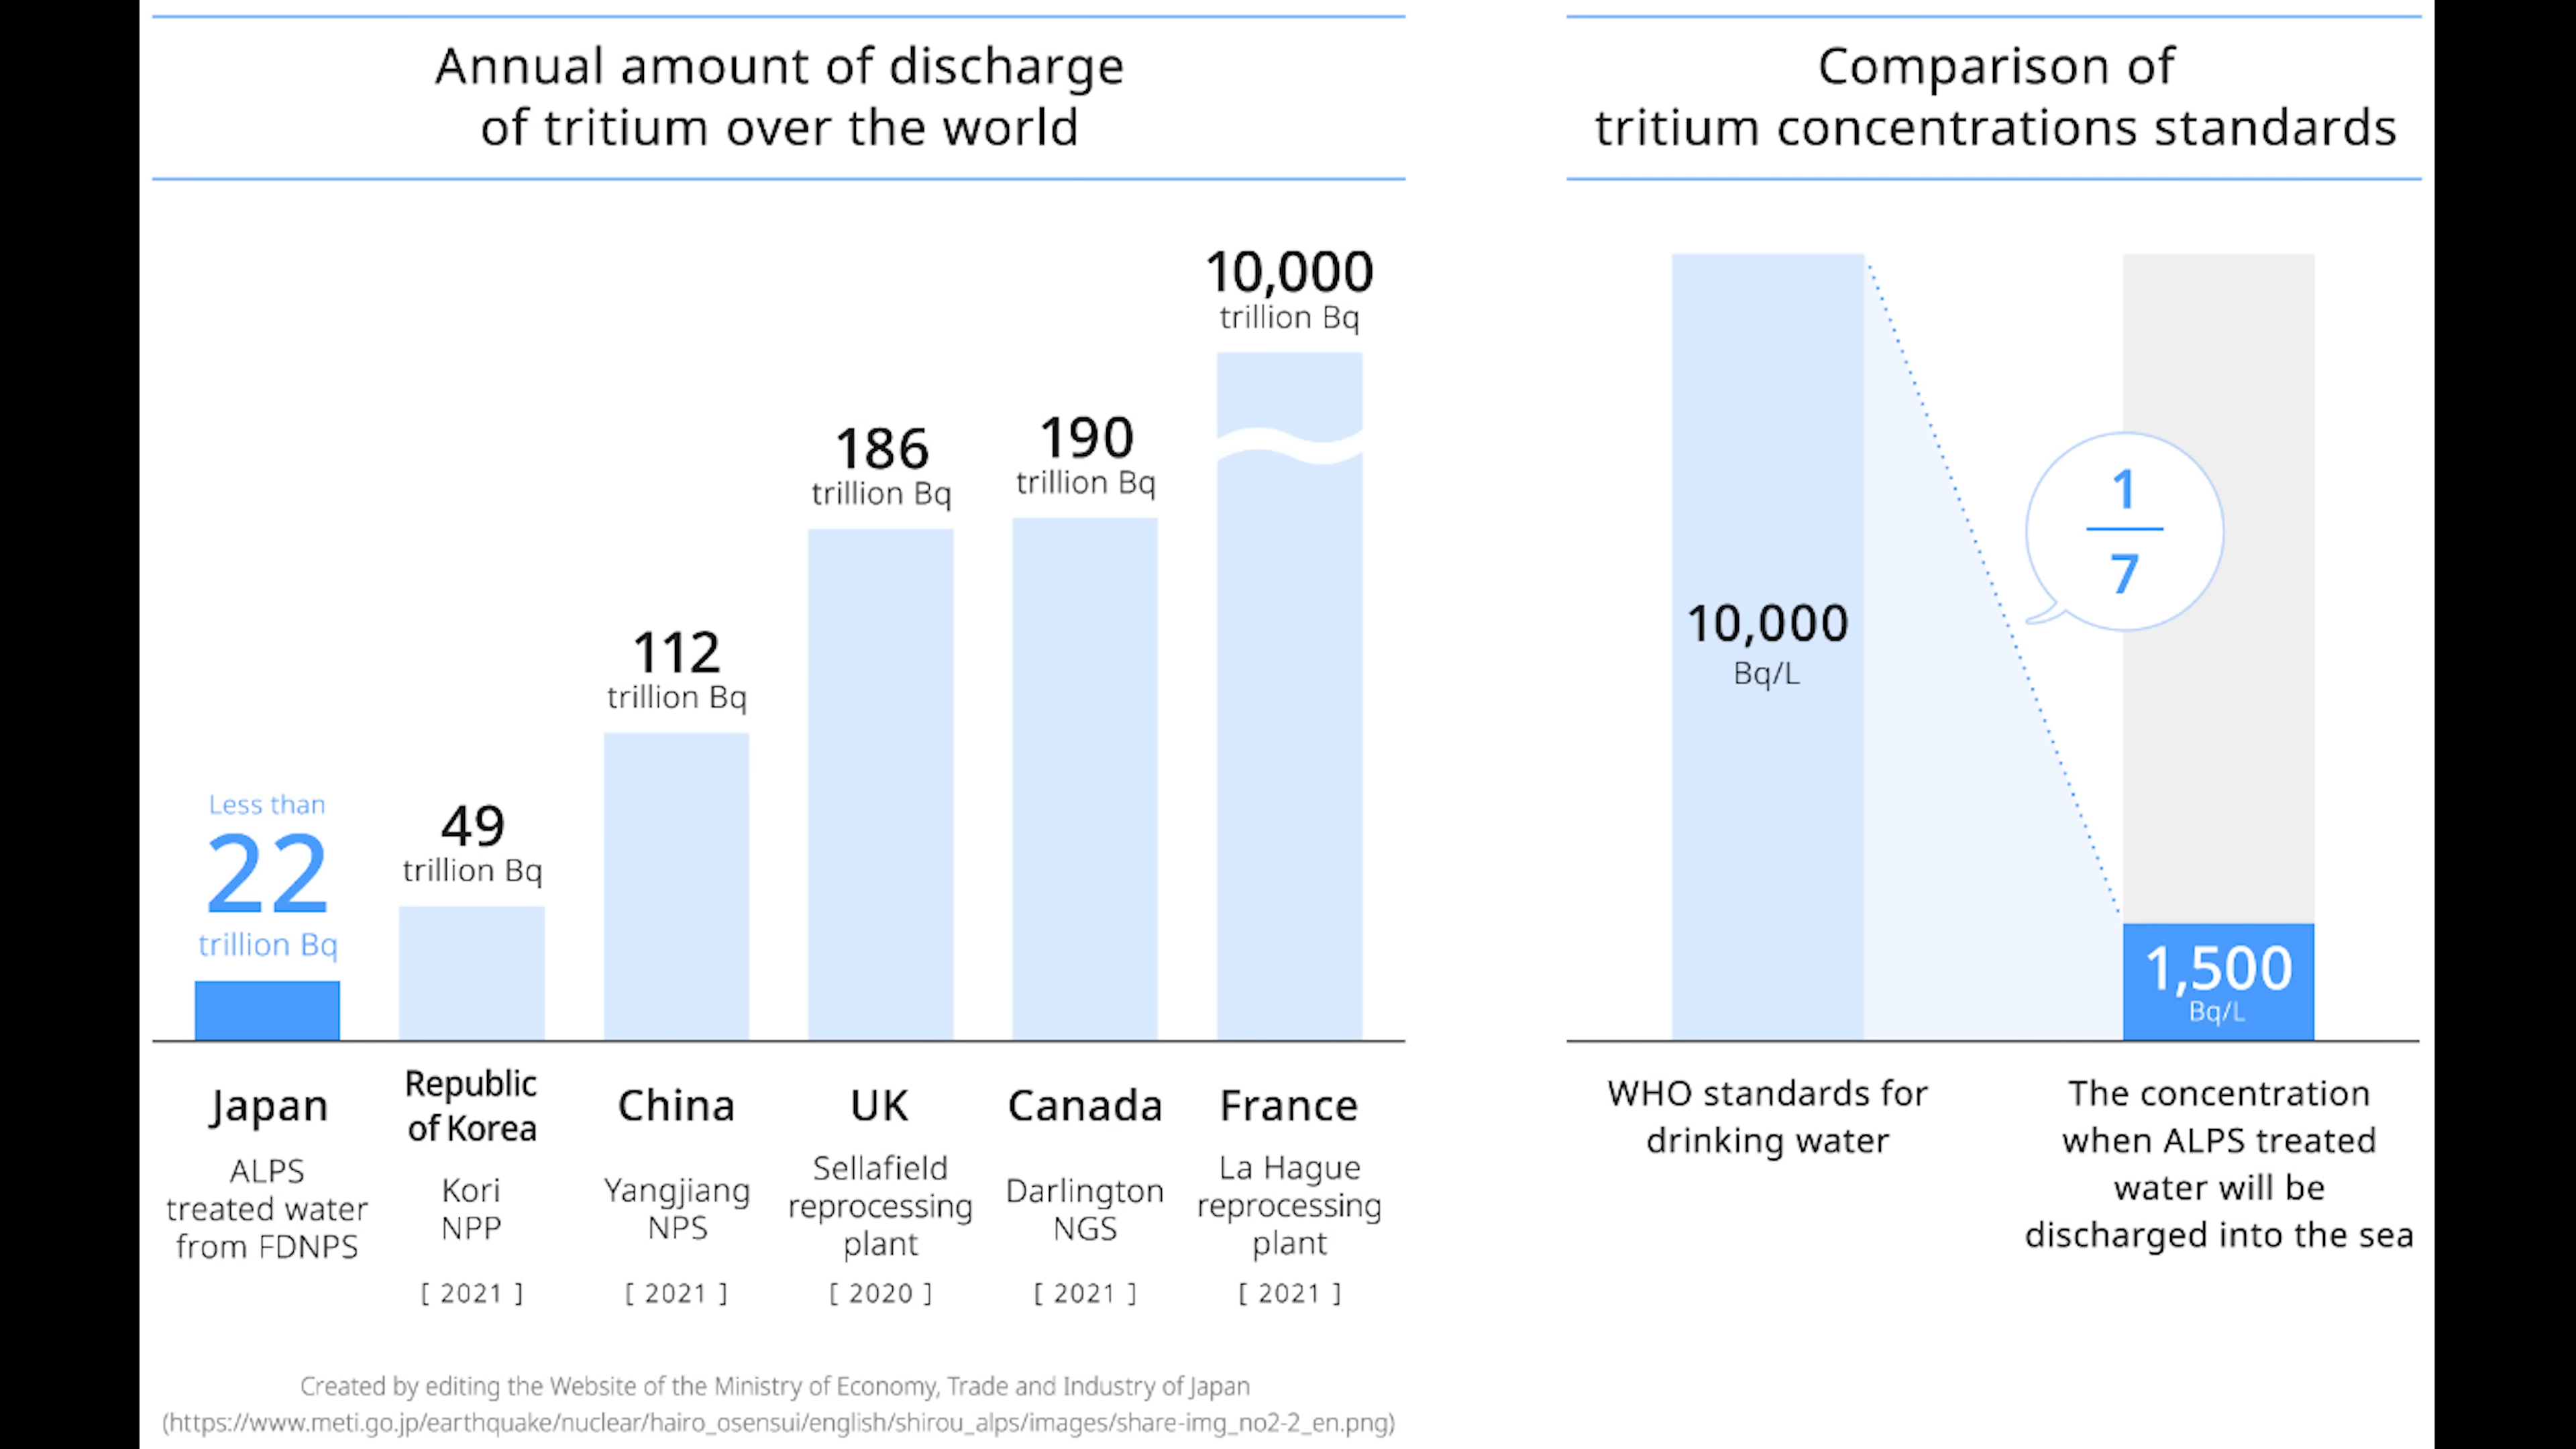 Annual amount of discharge
of tritium over the world
10,000
trillion Bq
190
trillion Bq
186
trillion Bq
112
trillion Bq
Less than
22
trillion Bq
49
trillion Bq
Japan
ALPS
treated water
from FDNPS
Republic
of Korea
Kori
NPP
[ 2021 ]
China
Yangjiang
NPS
[ 2021 ]
UK
Sellafield
reprocessing
plant
[ 2020 ]
Canada
Darlington
NGS
[ 2021 ]
France
La Hague
reprocessing
plant
[ 2021 ]
Created by editing the Website of the Ministry of Economy, Trade and Industry of Japan
(https://www.meti.go.jp/earthquake/nuclear/hairo_osensui/english/shirou_alps/images/share-img_no2-2_en.png)
Comparison of
tritium concentrations standards
10,000
Bq/L
1
7
1,500
Bq/L
WHO standards for
drinking water
The concentration
when ALPS treated
water will be
discharged into the sea